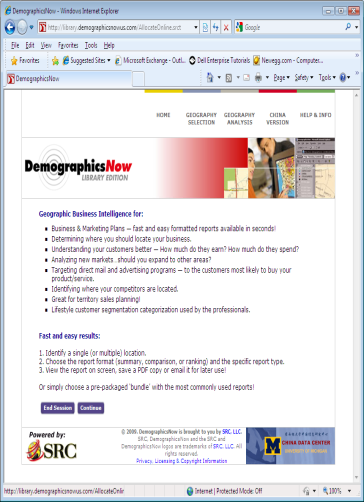 DemographicsNow - Windows Internet Explorer
http://library.demographicsnow.com/AllocateOnline.srct
Google
File Edit View Favorites Tools Help
Favorites Suggested Sites Microsoft Exchange - Outl... Dell Enterprise Tutorials Newegg.com - Computer...
DemographicsNow
Page Safety Tools
HOME GEOGRAPHY SELECTION GEOGRAPHY ANALYSIS CHINA VERSION HELP & INFO
DemographicsNow
LIBRARY EDITION
Geographic Business Intelligence for:
Business & Marketing Plans — fast and easy formatted reports available in seconds!
Determining where you should locate your business.
Understanding your customers better — How much do they earn? How much do they spend?
Analyzing new markets ..should you expand to other areas?
Targeting direct mail and advertising programs — to the customers most likely to buy your
product/service.
Identifying where your competitors are located.
Great for territory sales planning!
Lifestyle customer segmentation categorization used by the professionals.
Fast and easy results:
1. Identify a single (or multiple) location.
2. Choose the report format (summary, comparison, or ranking) and the specific report type.
3. View the report on screen, save a PDF copy or email it for later use!
Or simply choose a pre-packaged 'bundle' with the most commonly used reports!
End Session Continue
Powered by:
SRC
© 2009. DemographicsNow is brought to you by SRC, LLC.
SRC, DemographicsNow and the SRC and
DemographicsNow logos are trademarks of SRC, LLC. All
rights reserved.
Privacy, Licensing & Copyright Information
CHINA DATA CENTER
UNIVERSITY OF MICHIGAN
http://library.demographicsnow.com/AllocateOnlir
Internet | Protected Mode: Off
100%